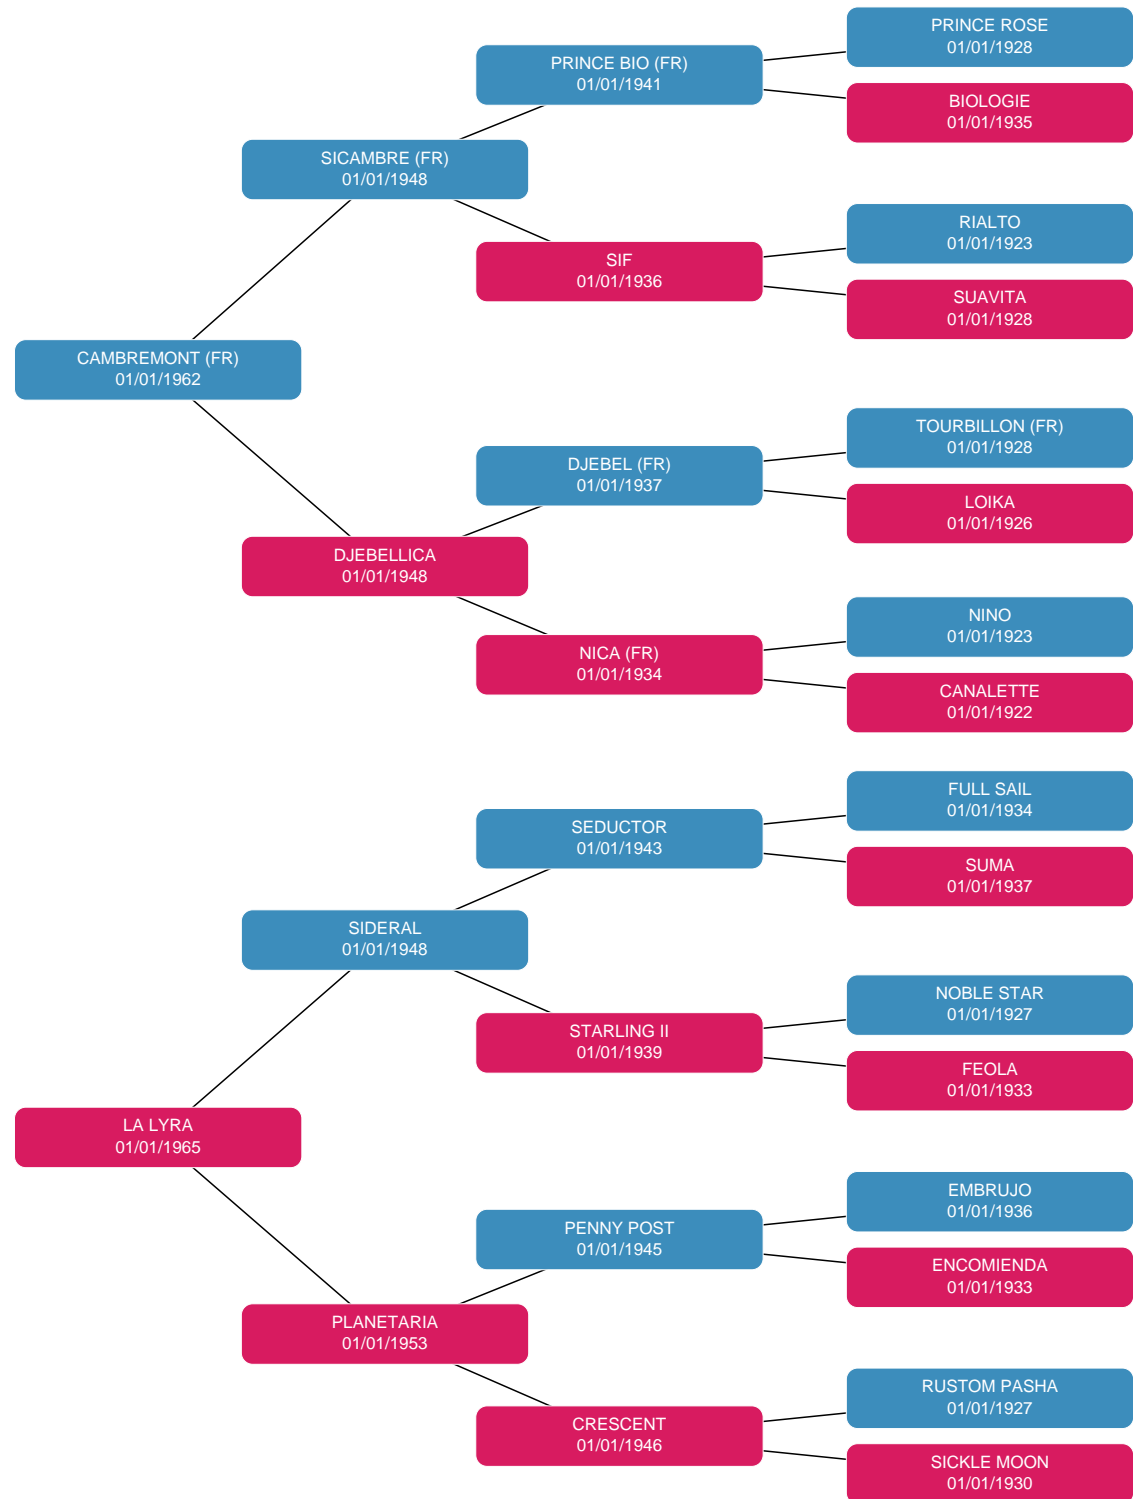 PRINCE ROSE
01/01/1928
PRINCE BIO (FR)
01/01/1941
BIOLOGIE
01/01/1935
SICAMBRE (FR)
01/01/1948
RIALTO
01/01/1923
SIF
01/01/1936
SUAVITA
01/01/1928
CAMBREMONT (FR)
01/01/1962
TOURBILLON (FR)
01/01/1928
DJEBEL (FR)
01/01/1937
LOIKA
01/01/1926
DJEBELLICA
01/01/1948
NINO
01/01/1923
NICA (FR)
01/01/1934
CANALETTE
01/01/1922
FULL SAIL
01/01/1934
SEDUCTOR
01/01/1943
SUMA
01/01/1937
SIDERAL
01/01/1948
NOBLE STAR
01/01/1927
STARLING II
01/01/1939
FEOLA
01/01/1933
LA LYRA
01/01/1965
EMBRUJO
01/01/1936
PENNY POST
01/01/1945
ENCOMIENDA
01/01/1933
PLANETARIA
01/01/1953
RUSTOM PASHA
01/01/1927
CRESCENT
01/01/1946
SICKLE MOON
01/01/1930